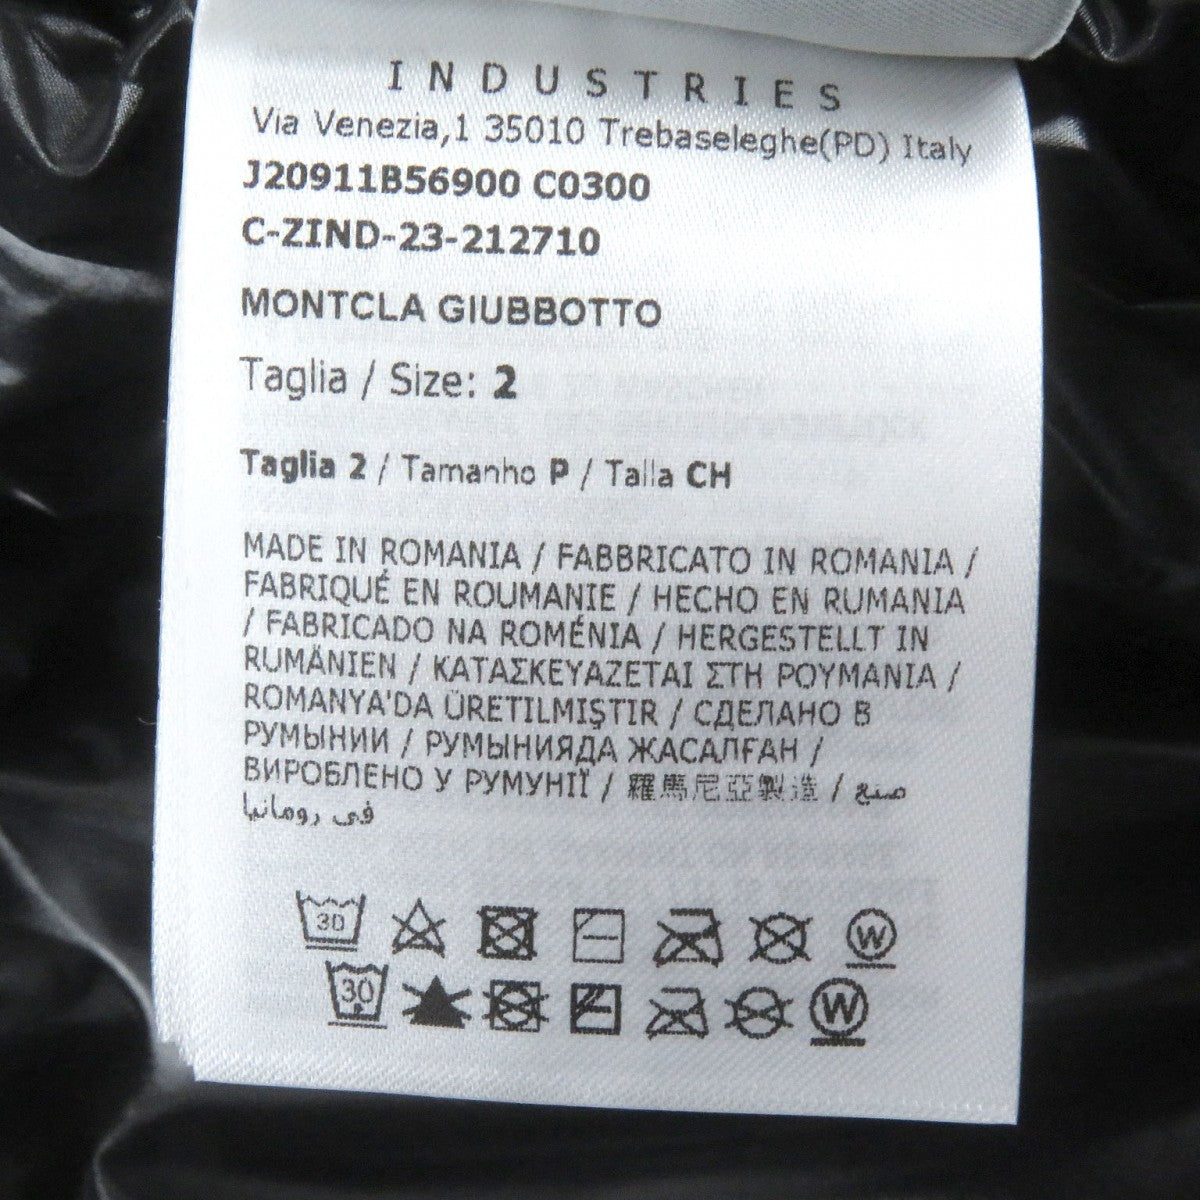 INDUSTRIES
Via Venezia,1 35010 Trebaseleghe(PD) Italy
J20911B56900 C0300
C-ZIND-23-212710
MONTCLA GIUBBOTTO
Taglia / Size: 2
Taglia 2 / Tamanho P / Talla CH
MADE IN ROMANIA / FABBRICATO IN ROMANIA /
FABRIQUÉ EN ROUMANIE / HECHO EN RUMANIA
/ FABRICADO NA ROMÉNIA / HERGESTELLT IN
RUMÄNIEN / ΚΑΤΑΣΚΕΥΑΖΕΤΑΙ ΣΤΗ ΡΟΥΜΑΝΙΑ /
ROMANYA'DA ÜRETILMIŞTIR / СДЕЛАНО В
РУМЫНИИ / РУМЫНИЯДА ЖАСАЛҒАН /
ВИРОБЛЕНО У РУМУНІЇ / 羅馬尼亞製造 / صنع
في رومانيا
30 W
30 W